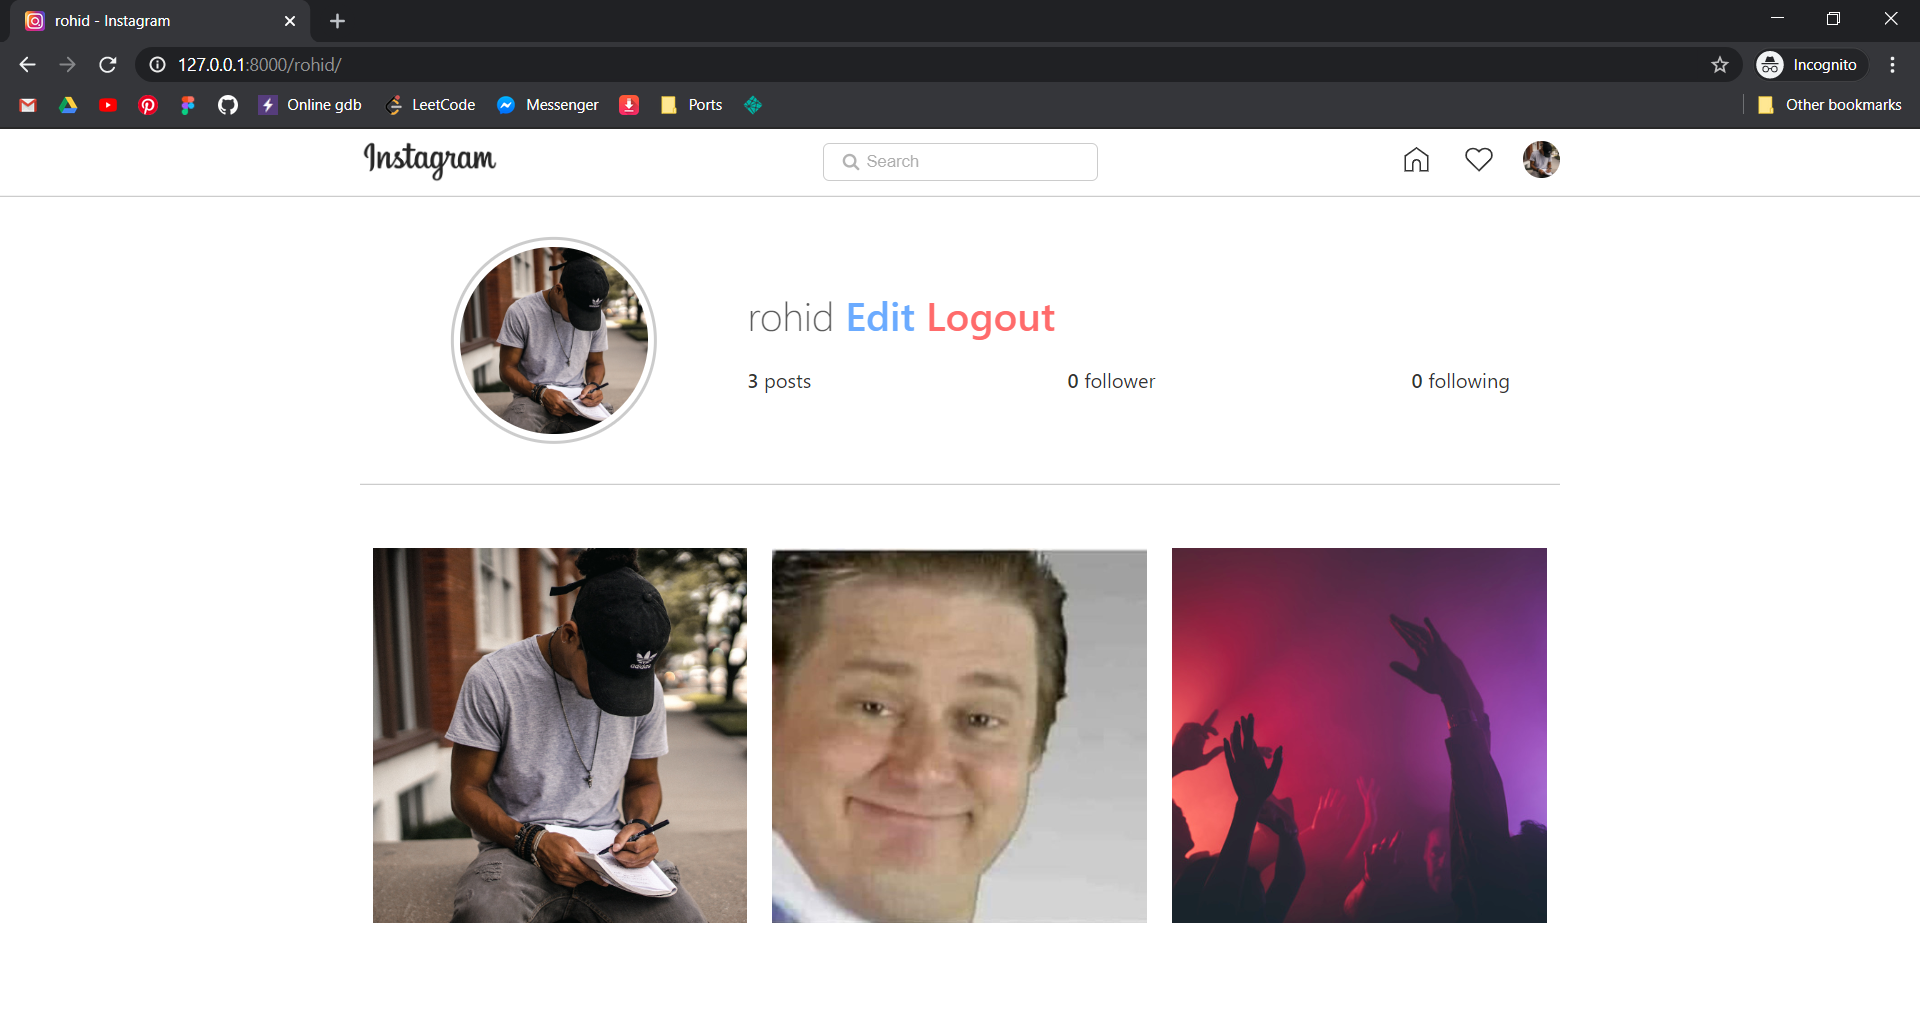 rohid - Instagram
127.0.0.1:8000/rohid/
Incognito
Online gdb
LeetCode
Messenger
Ports
Other bookmarks
Instagram
Search
rohid Edit Logout
3 posts
0 follower
0 following
adidas